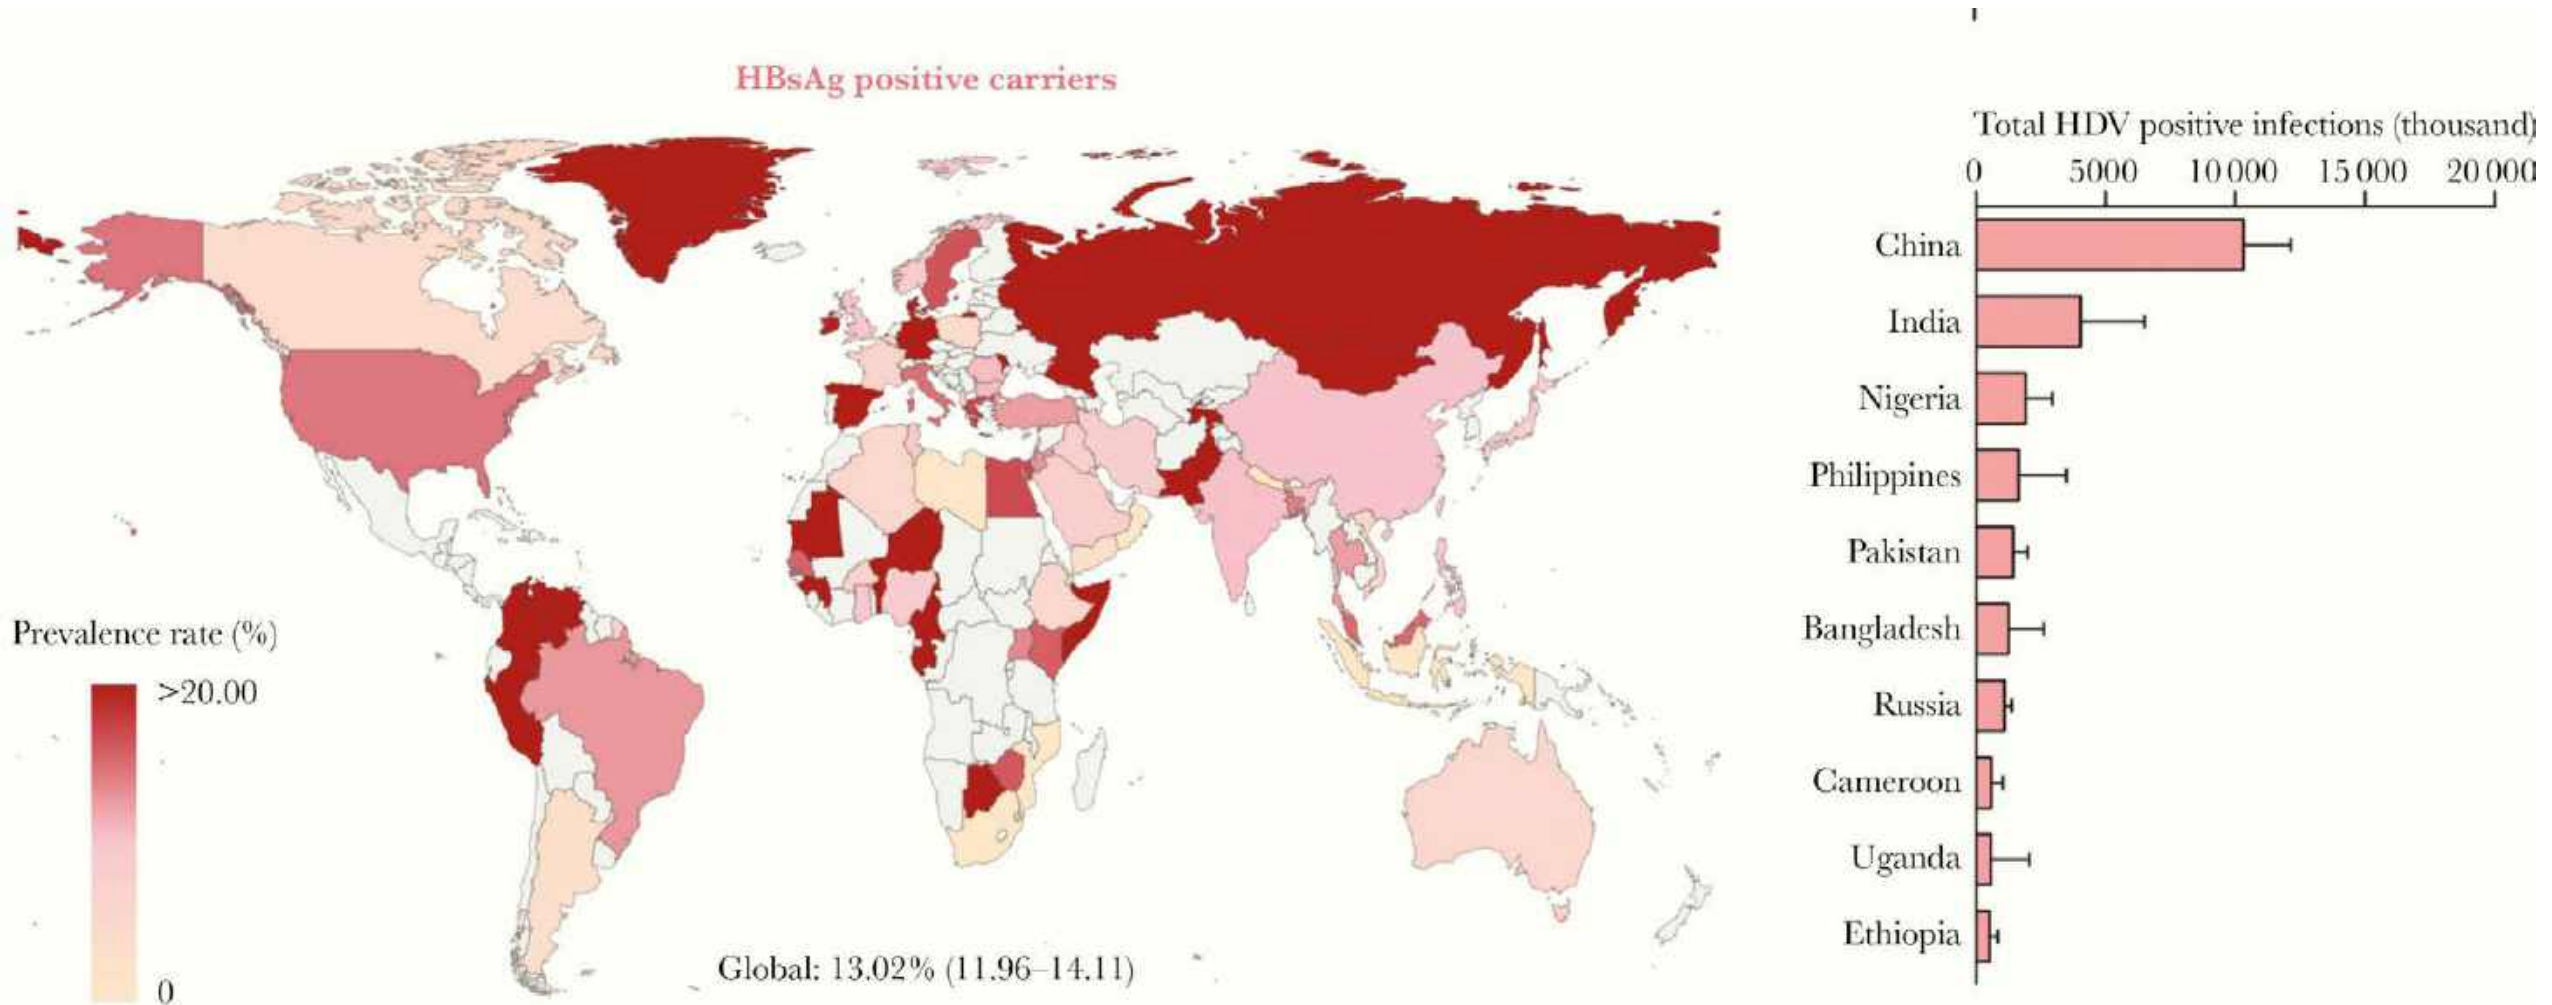 HBsAg positive carriers
Prevalence rate (%)
>20.00
0
Global: 13.02% (11.96–14.11)
Total HDV positive infections (thousand)
0 5000 10 000 15 000 20 000
China
India
Nigeria
Philippines
Pakistan
Bangladesh
Russia
Cameroon
Uganda
Ethiopia